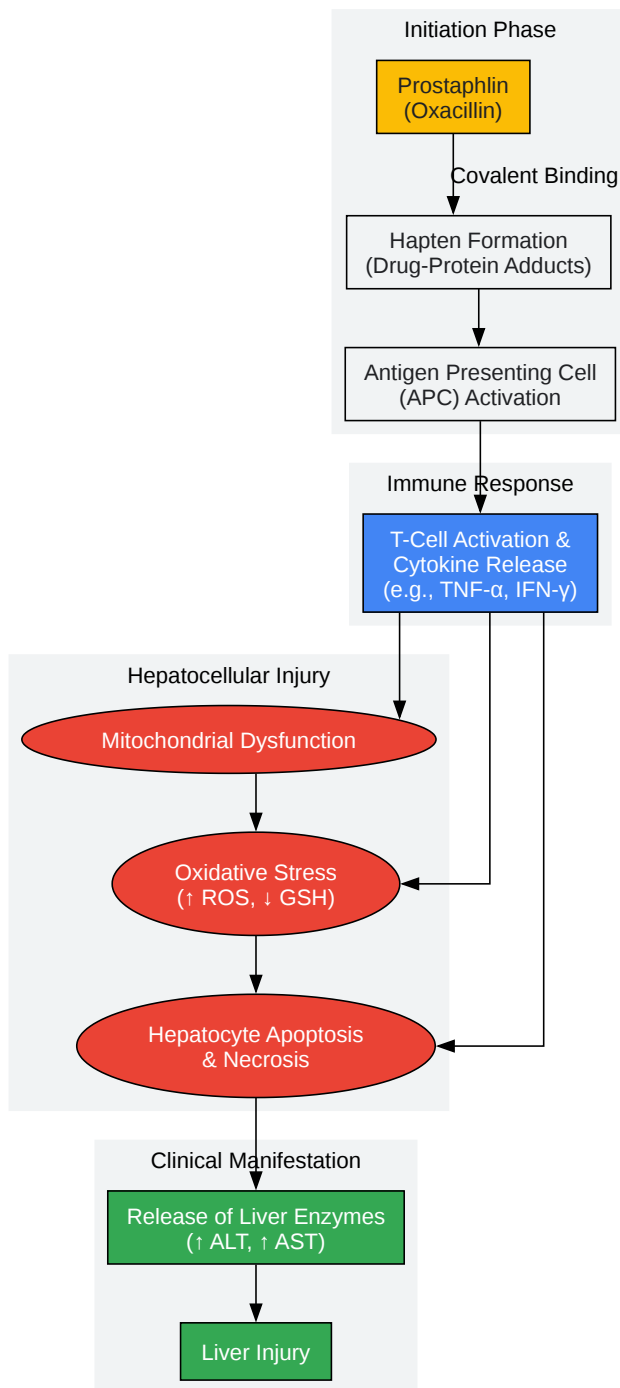 Initiation Phase
Prostaphlin
(Oxacillin)
Covalent Binding
Hapten Formation
(Drug-Protein Adducts)
Antigen Presenting Cell
(APC) Activation
Immune Response
T-Cell Activation &
Cytokine Release
(e.g., TNF-α, IFN-γ)
Hepatocellular Injury
Mitochondrial Dysfunction
Oxidative Stress
(↑ ROS, ↓ GSH)
Hepatocyte Apoptosis
& Necrosis
Clinical Manifestation
Release of Liver Enzymes
(↑ ALT, ↑ AST)
Liver Injury